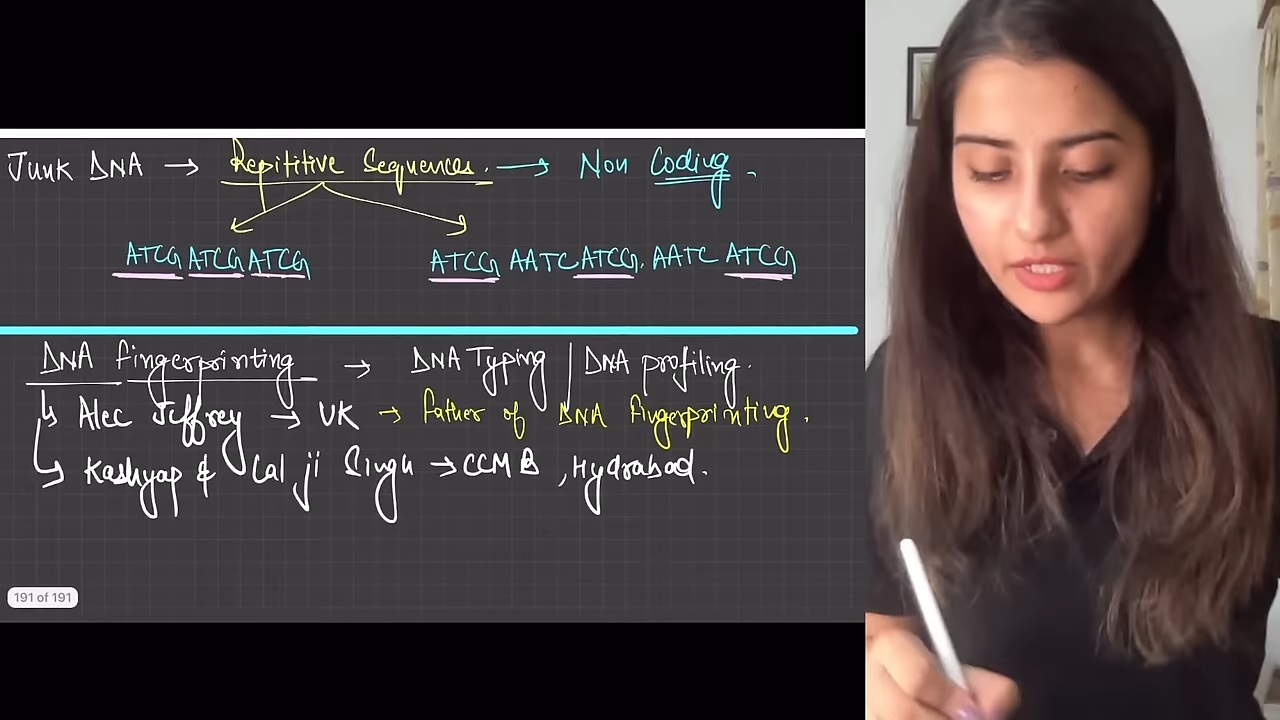 Junk DNA → Repititive Sequences. → Non Coding.
ATCG ATCG ATCG ATCG AATC ATCG. AATC ATCG
DNA fingerprinting → DNA Typing | DNA profiling.
↳ Alec Jeffrey → UK → father of DNA fingerprinting.
↳ Kashyap & Lal ji Singh → CCMB, Hydrabad.
191 of 191